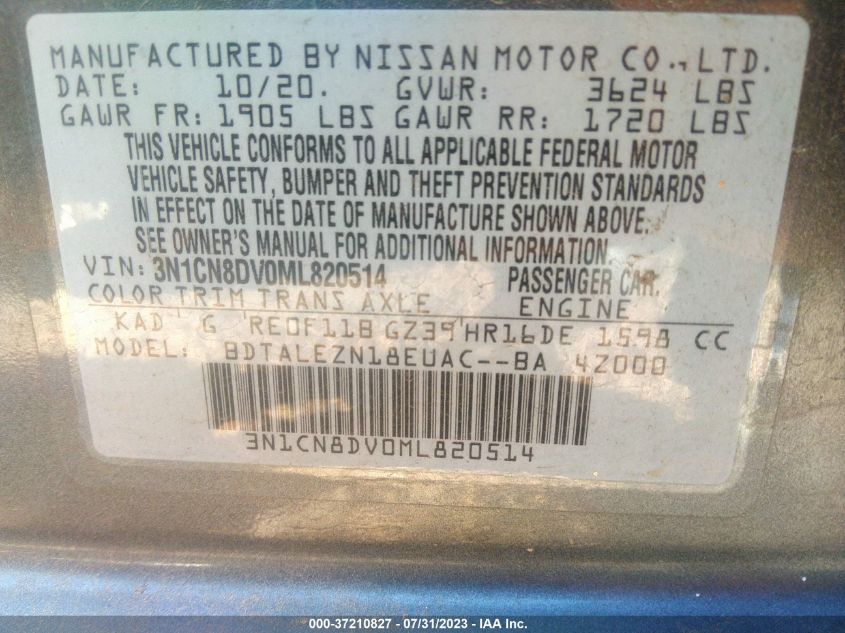 MANUFACTURED BY NISSAN MOTOR CO., LTD.
DATE: 10/20. GVWR: 3624 LBS
GAWR FR: 1905 LBS GAWR RR: 1720 LBS
THIS VEHICLE CONFORMS TO ALL APPLICABLE FEDERAL MOTOR
VEHICLE SAFETY, BUMPER AND THEFT PREVENTION STANDARDS
IN EFFECT ON THE DATE OF MANUFACTURE SHOWN ABOVE.
SEE OWNER'S MANUAL FOR ADDITIONAL INFORMATION.
VIN: 3N1CN8DV0ML820514 PASSENGER CAR.
COLOR TRIM TRANS AXLE ENGINE
KAD G RE0F11B GZ39 HR16DE 1598 CC
MODEL: BDTALEZN18EUAC--BA 4Z000
3N1CN8DV0ML820514
000-37210827 - 07/31/2023 - IAA Inc.